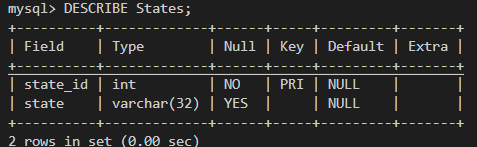 mysql> DESCRIBE States;
+----------+-------------+------+-----+---------+-------+
| Field    | Type        | Null | Key | Default | Extra |
+----------+-------------+------+-----+---------+-------+
| state_id | int         | NO   | PRI | NULL    |       |
| state    | varchar(32) | YES  |     | NULL    |       |
+----------+-------------+------+-----+---------+-------+
2 rows in set (0.00 sec)